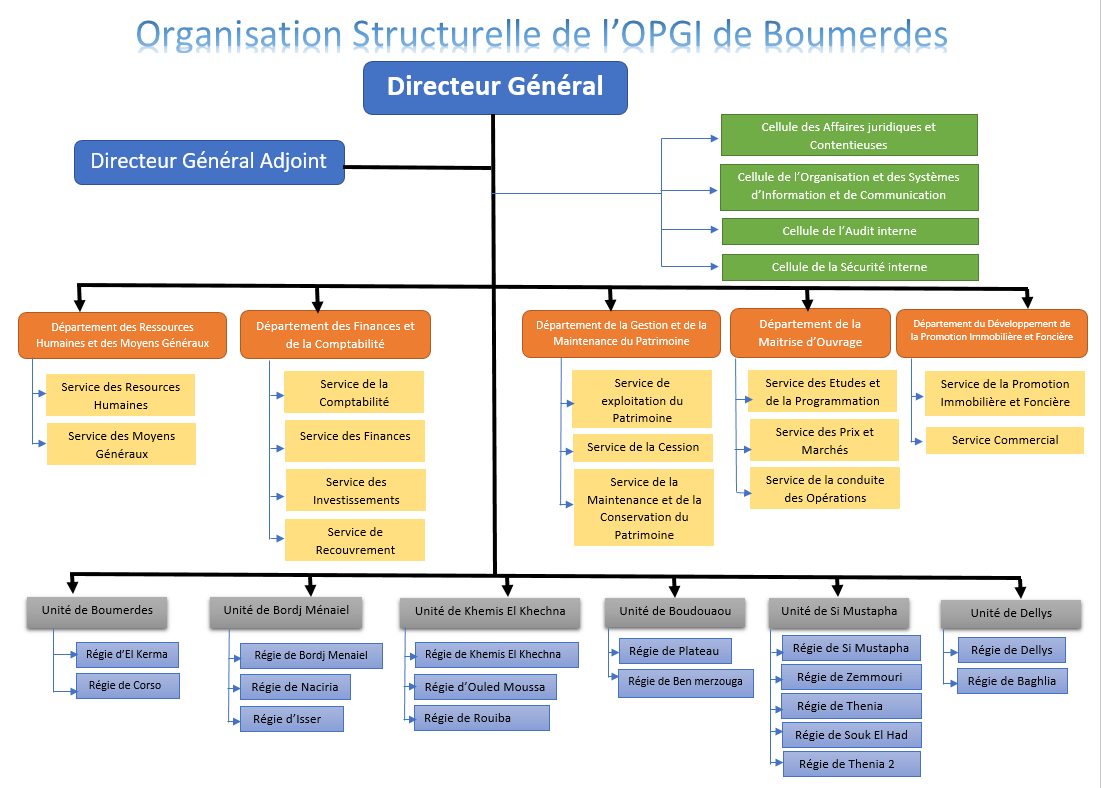 Organisation Structurelle de l’OPGI de Boumerdes
Directeur Général
Directeur Général Adjoint
Cellule des Affaires juridiques et
Contentieuses
Cellule de l’Organisation et des Systèmes
d’Information et de Communication
Cellule de l’Audit interne
Cellule de la Sécurité interne
Département des Ressources
Humaines et des Moyens Généraux
Service des Resources
Humaines
Service des Moyens
Généraux
Département des Finances et
de la Comptabilité
Service de la
Comptabilité
Service des Finances
Service des
Investissements
Service de
Recouvrement
Département de la Gestion et de la
Maintenance du Patrimoine
Service de
exploitation du
Patrimoine
Service de la Cession
Service de la
Maintenance et de la
Conservation du
Patrimoine
Département de la
Maitrise d’Ouvrage
Service des Etudes et
de la Programmation
Service des Prix et
Marchés
Service de la conduite
des Opérations
Département du Développement de
la Promotion Immobilière et Foncière
Service de la Promotion
Immobilière et Foncière
Service Commercial
Unité de Boumerdes
Régie d’El Kerma
Régie de Corso
Unité de Bordj Ménaiel
Régie de Bordj Menaiel
Régie de Naciria
Régie d’Isser
Unité de Khemis El Khechna
Régie de Khemis El Khechna
Régie d’Ouled Moussa
Régie de Rouiba
Unité de Boudouaou
Régie de Plateau
Régie de Ben merzouga
Unité de Si Mustapha
Régie de Si Mustapha
Régie de Zemmouri
Régie de Thenia
Régie de Souk El Had
Régie de Thenia 2
Unité de Dellys
Régie de Dellys
Régie de Baghlia